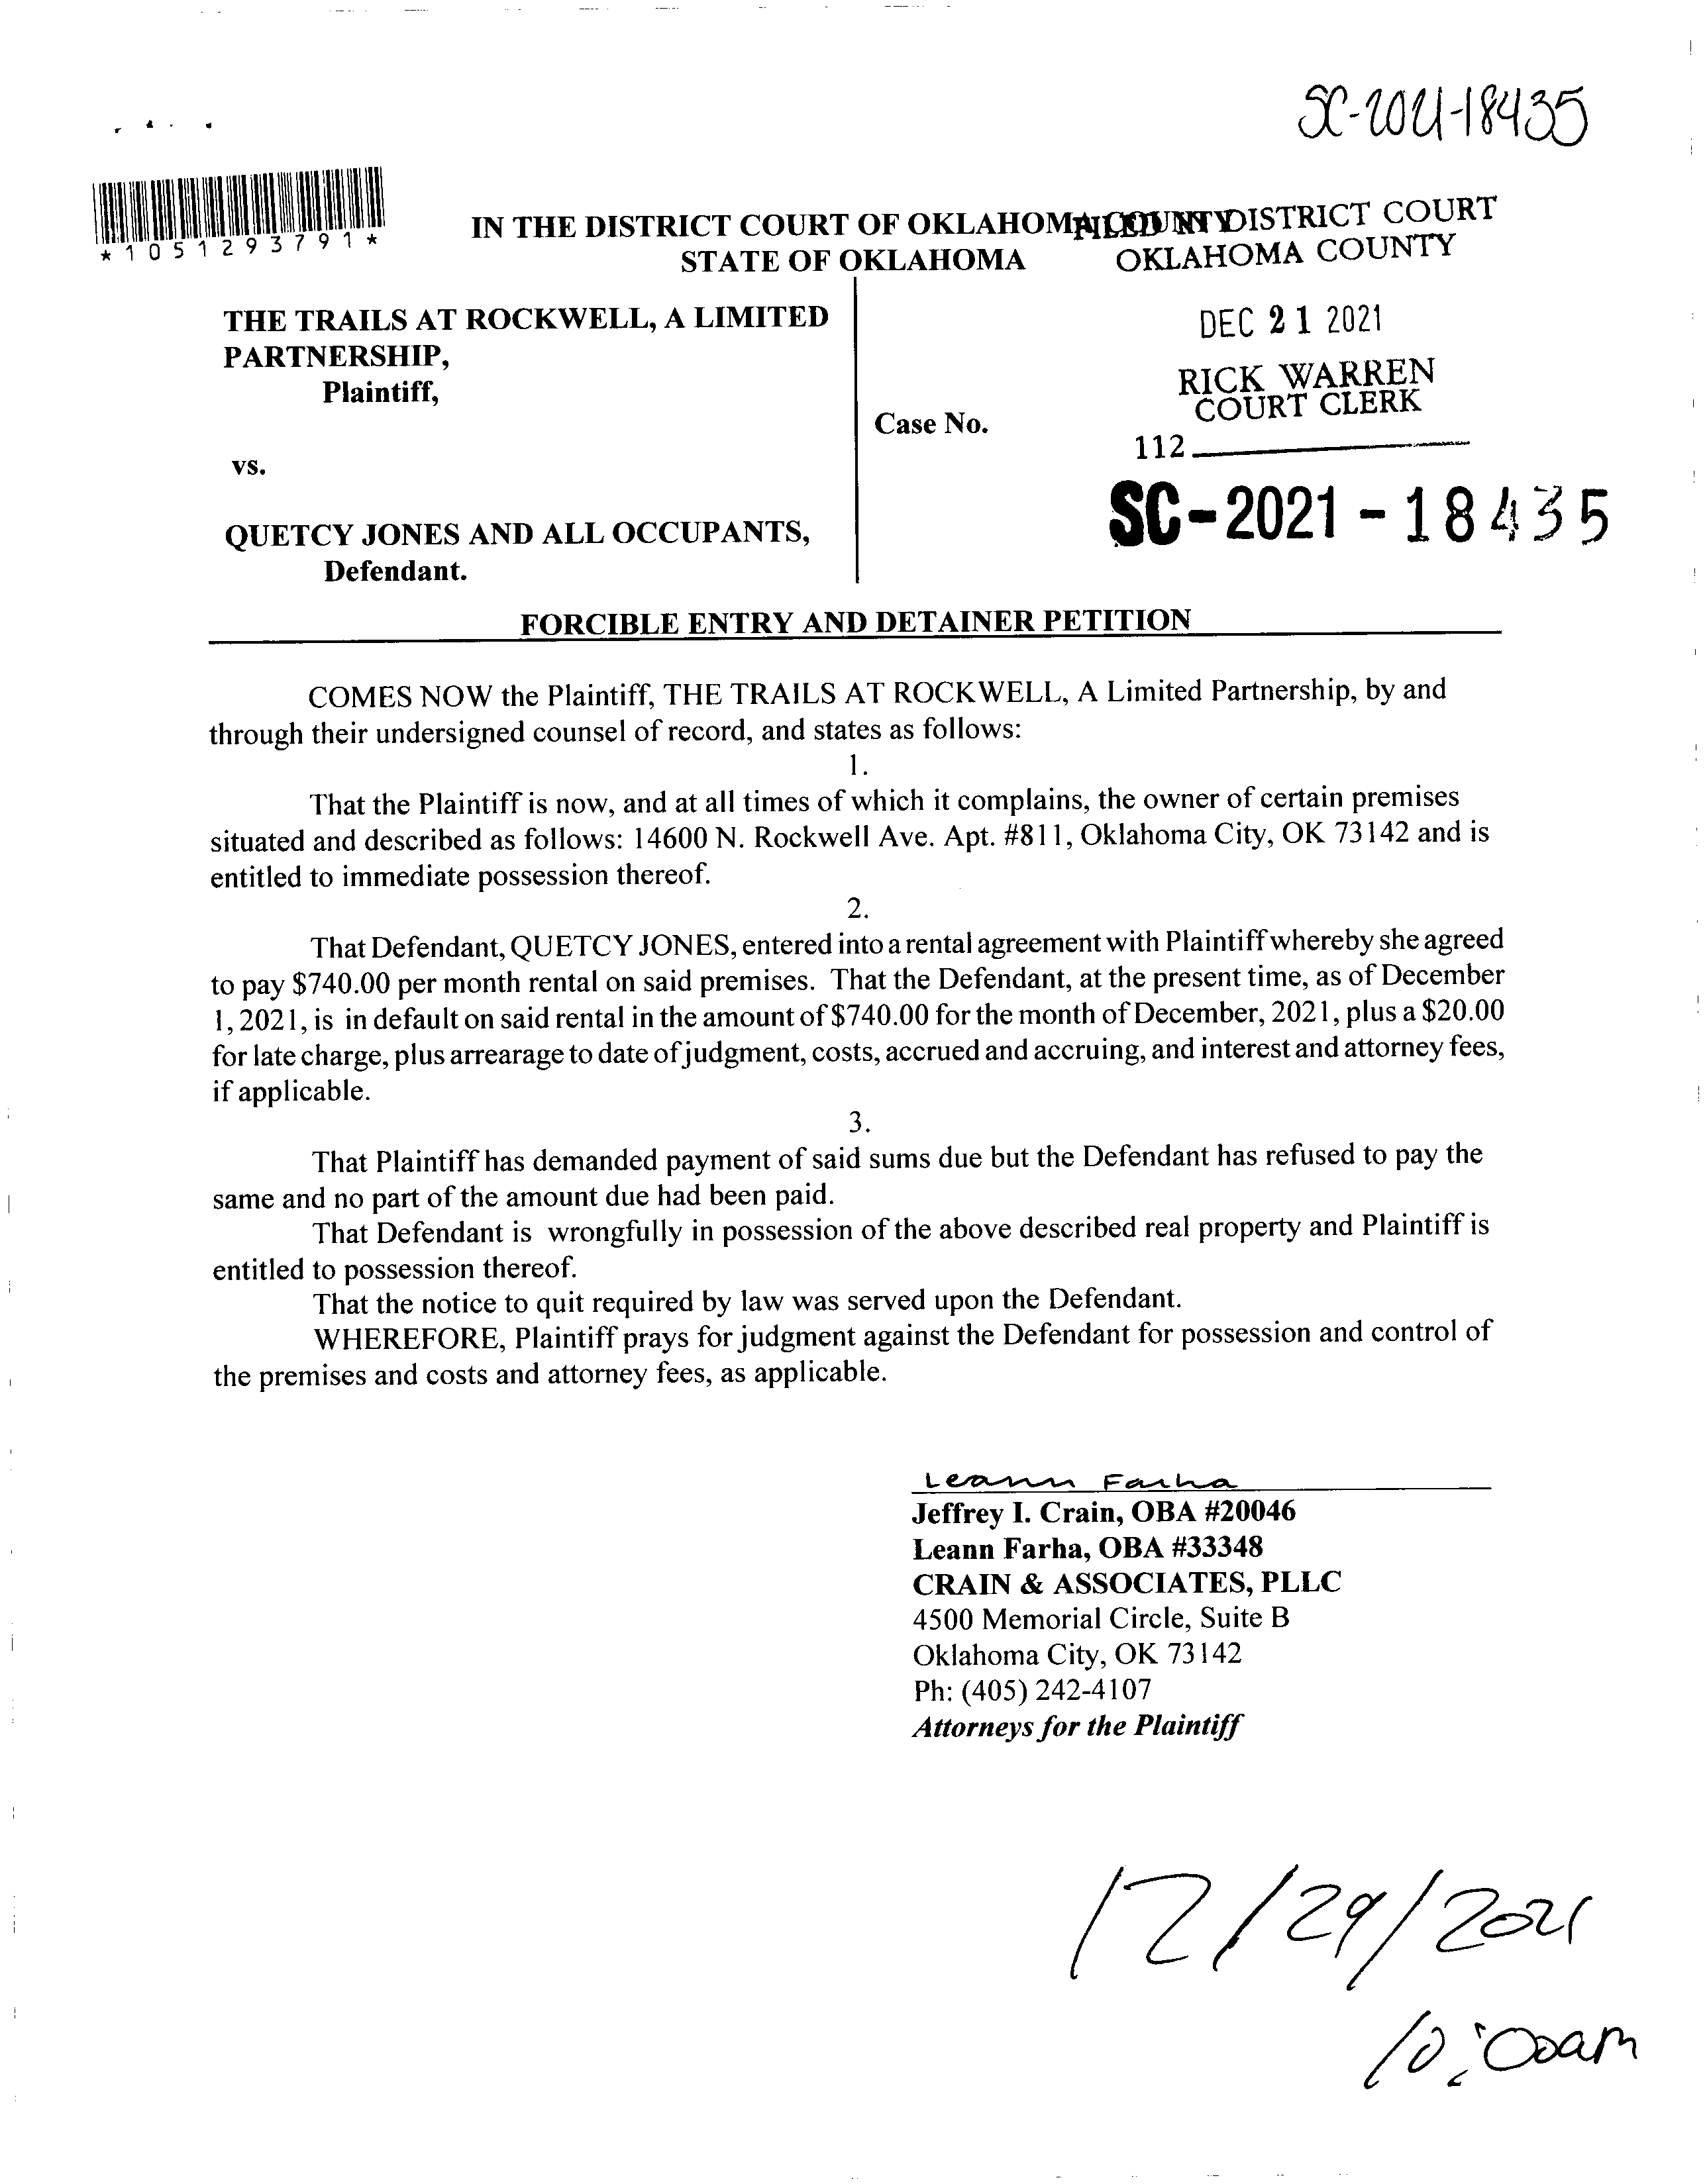 SC-2021-18435
*1051293791*
IN THE DISTRICT COURT OF OKLAHOMA COUNTY
STATE OF OKLAHOMA
FILED IN DISTRICT COURT
OKLAHOMA COUNTY
DEC 21 2021
RICK WARREN
COURT CLERK
112
THE TRAILS AT ROCKWELL, A LIMITED
PARTNERSHIP,
Plaintiff,
vs.
QUETCY JONES AND ALL OCCUPANTS,
Defendant.
Case No.
SC-2021-18435
FORCIBLE ENTRY AND DETAINER PETITION
COMES NOW the Plaintiff, THE TRAILS AT ROCKWELL, A Limited Partnership, by and
through their undersigned counsel of record, and states as follows:
1.
That the Plaintiff is now, and at all times of which it complains, the owner of certain premises
situated and described as follows: 14600 N. Rockwell Ave. Apt. #811, Oklahoma City, OK 73142 and is
entitled to immediate possession thereof.
2.
That Defendant, QUETCY JONES, entered into a rental agreement with Plaintiff whereby she agreed
to pay $740.00 per month rental on said premises. That the Defendant, at the present time, as of December
1, 2021, is in default on said rental in the amount of $740.00 for the month of December, 2021, plus a $20.00
for late charge, plus arrearage to date of judgment, costs, accrued and accruing, and interest and attorney fees,
if applicable.
3.
That Plaintiff has demanded payment of said sums due but the Defendant has refused to pay the
same and no part of the amount due had been paid.
That Defendant is wrongfully in possession of the above described real property and Plaintiff is
entitled to possession thereof.
That the notice to quit required by law was served upon the Defendant.
WHEREFORE, Plaintiff prays for judgment against the Defendant for possession and control of
the premises and costs and attorney fees, as applicable.
Leann Farha
Jeffrey I. Crain, OBA #20046
Leann Farha, OBA #33348
CRAIN & ASSOCIATES, PLLC
4500 Memorial Circle, Suite B
Oklahoma City, OK 73142
Ph: (405) 242-4107
Attorneys for the Plaintiff
12/29/2021
10:00am